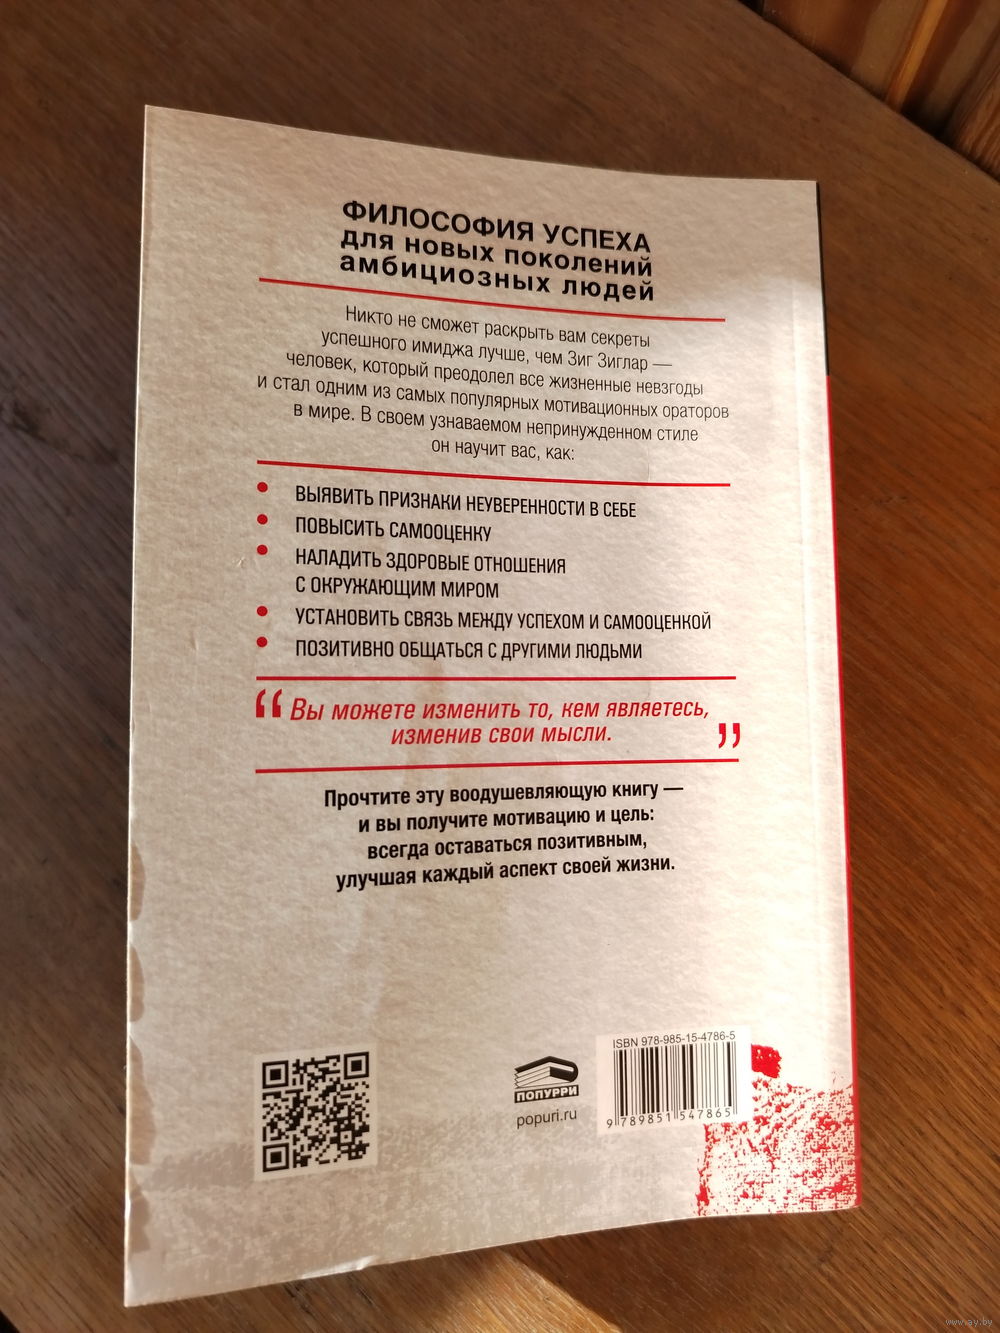 ФИЛОСОФИЯ УСПЕХА
для новых поколений
амбициозных людей
Никто не сможет раскрыть вам секреты
успешного имиджа лучше, чем Зиг Зиглар —
человек, который преодолел все жизненные невзгоды
и стал одним из самых популярных мотивационных ораторов
в мире. В своем узнаваемом непринужденном стиле
он научит вас, как:
• ВЫЯВИТЬ ПРИЗНАКИ НЕУВЕРЕННОСТИ В СЕБЕ
• ПОВЫСИТЬ САМООЦЕНКУ
• НАЛАДИТЬ ЗДОРОВЫЕ ОТНОШЕНИЯ
С ОКРУЖАЮЩИМ МИРОМ
• УСТАНОВИТЬ СВЯЗЬ МЕЖДУ УСПЕХОМ И САМООЦЕНКОЙ
• ПОЗИТИВНО ОБЩАТЬСЯ С ДРУГИМИ ЛЮДЬМИ
“ Вы можете изменить то, кем являетесь,
изменив свои мысли. ”
Прочтите эту воодушевляющую книгу —
и вы получите мотивацию и цель:
всегда оставаться позитивным,
улучшая каждый аспект своей жизни.
ПОПУРРИ
popuri.ru
ISBN 978-985-15-4786-5
9 789851 547865
www.ay.by